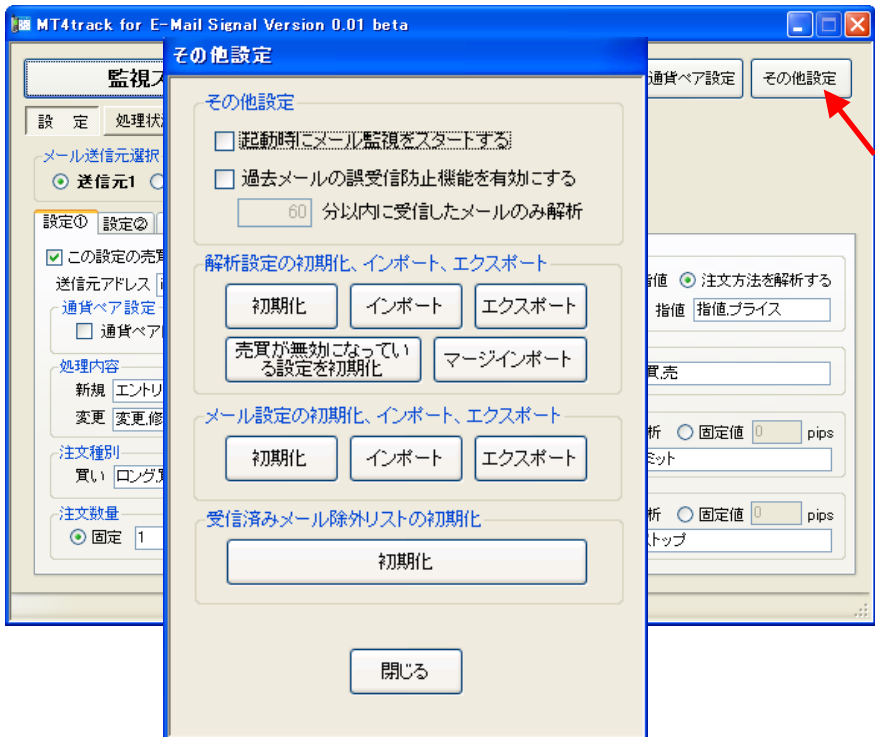 MT4track for E-Mail Signal Version 0.01 beta
監視ス
通貨ペア設定
その他設定
設 定
処理状
メール送信元選択
送信元1
設定①
設定②
この設定の売買
送信元アドレス
通貨ペア設定
通貨ペア
処理内容
新規
エントリ
変更
変更,修
注文種別
買い
ロング,
注文数量
固定
1
その他設定
その他設定
起動時にメール監視をスタートする
過去メールの誤受信防止機能を有効にする
60 分以内に受信したメールのみ解析
解析設定の初期化、インポート、エクスポート
初期化
インポート
エクスポート
売買が無効になってい
る設定を初期化
マージインポート
メール設定の初期化、インポート、エクスポート
初期化
インポート
エクスポート
受信済みメール除外リストの初期化
初期化
閉じる
指値
注文方法を解析する
指値
指値,プライス
買,売
析
固定値
0
pips
ミット
析
固定値
0
pips
ストップ